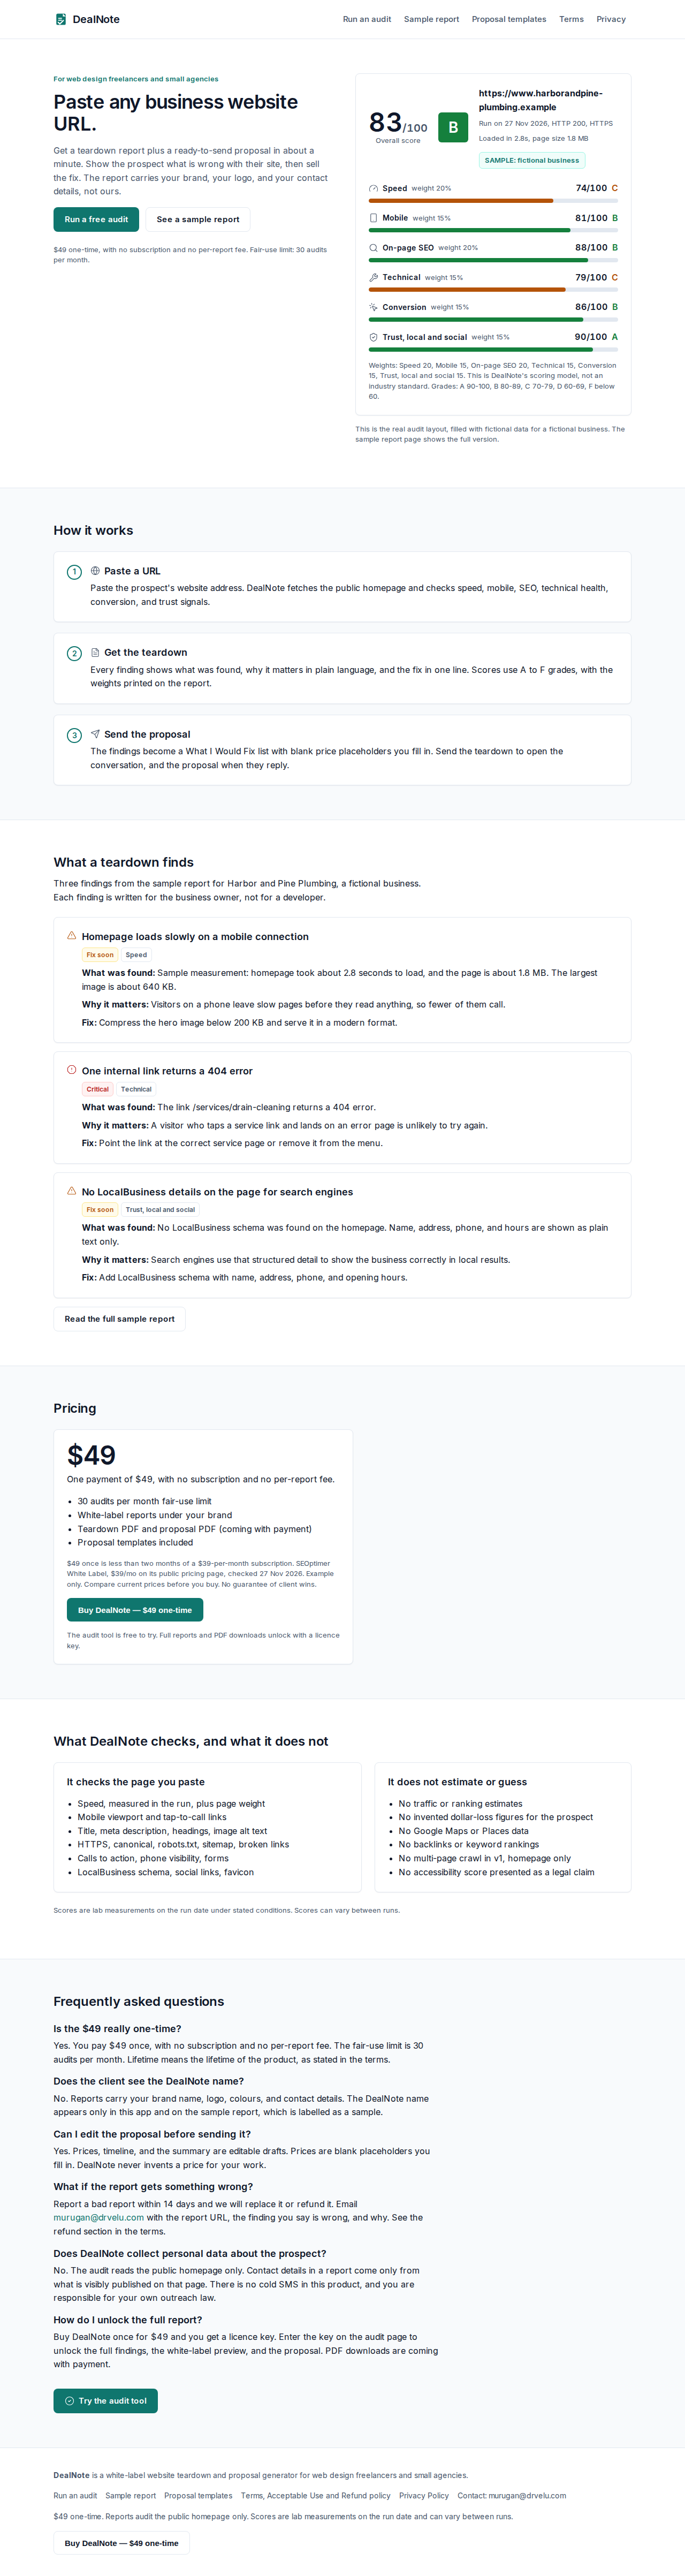 DealNote
Run an audit
Sample report
Proposal templates
Terms
Privacy
For web design freelancers and small agencies
Paste any business website
URL.
Get a teardown report plus a ready-to-send proposal in about a
minute. Show the prospect what is wrong with their site, then sell
the fix. The report carries your brand, your logo, and your contact
details, not ours.
Run a free audit
See a sample report
$49 one-time, with no subscription and no per-report fee. Fair-use limit: 30 audits
per month.
83/100
Overall score
B
https://www.harborandpine-
plumbing.example
Run on 27 Nov 2026, HTTP 200, HTTPS
Loaded in 2.8s, page size 1.8 MB
SAMPLE: fictional business
Speed weight 20% 74/100 C
Mobile weight 15% 81/100 B
On-page SEO weight 20% 88/100 B
Technical weight 15% 79/100 C
Conversion weight 15% 86/100 B
Trust, local and social weight 15% 90/100 A
Weights: Speed 20, Mobile 15, On-page SEO 20, Technical 15, Conversion
15, Trust, local and social 15. This is DealNote's scoring model, not an
industry standard. Grades: A 90-100, B 80-89, C 70-79, D 60-69, F below
60.
This is the real audit layout, filled with fictional data for a fictional business. The
sample report page shows the full version.
How it works
1
Paste a URL
Paste the prospect's website address. DealNote fetches the public homepage and checks speed, mobile, SEO, technical health,
conversion, and trust signals.
2
Get the teardown
Every finding shows what was found, why it matters in plain language, and the fix in one line. Scores use A to F grades, with the
weights printed on the report.
3
Send the proposal
The findings become a What I Would Fix list with blank price placeholders you fill in. Send the teardown to open the
conversation, and the proposal when they reply.
What a teardown finds
Three findings from the sample report for Harbor and Pine Plumbing, a fictional business.
Each finding is written for the business owner, not for a developer.
Homepage loads slowly on a mobile connection
Fix soon
Speed
What was found: Sample measurement: homepage took about 2.8 seconds to load, and the page is about 1.8 MB. The largest
image is about 640 KB.
Why it matters: Visitors on a phone leave slow pages before they read anything, so fewer of them call.
Fix: Compress the hero image below 200 KB and serve it in a modern format.
One internal link returns a 404 error
Critical
Technical
What was found: The link /services/drain-cleaning returns a 404 error.
Why it matters: A visitor who taps a service link and lands on an error page is unlikely to try again.
Fix: Point the link at the correct service page or remove it from the menu.
No LocalBusiness details on the page for search engines
Fix soon
Trust, local and social
What was found: No LocalBusiness schema was found on the homepage. Name, address, phone, and hours are shown as plain
text only.
Why it matters: Search engines use that structured detail to show the business correctly in local results.
Fix: Add LocalBusiness schema with name, address, phone, and opening hours.
Read the full sample report
Pricing
$49
One payment of $49, with no subscription and no per-report fee.
• 30 audits per month fair-use limit
• White-label reports under your brand
• Teardown PDF and proposal PDF (coming with payment)
• Proposal templates included
$49 once is less than two months of a $39-per-month subscription. SEOptimer
White Label, $39/mo on its public pricing page, checked 27 Nov 2026. Example
only. Compare current prices before you buy. No guarantee of client wins.
Buy DealNote — $49 one-time
The audit tool is free to try. Full reports and PDF downloads unlock with a licence
key.
What DealNote checks, and what it does not
It checks the page you paste
• Speed, measured in the run, plus page weight
• Mobile viewport and tap-to-call links
• Title, meta description, headings, image alt text
• HTTPS, canonical, robots.txt, sitemap, broken links
• Calls to action, phone visibility, forms
• LocalBusiness schema, social links, favicon
It does not estimate or guess
• No traffic or ranking estimates
• No invented dollar-loss figures for the prospect
• No Google Maps or Places data
• No backlinks or keyword rankings
• No multi-page crawl in v1, homepage only
• No accessibility score presented as a legal claim
Scores are lab measurements on the run date under stated conditions. Scores can vary between runs.
Frequently asked questions
Is the $49 really one-time?
Yes. You pay $49 once, with no subscription and no per-report fee. The fair-use limit is 30
audits per month. Lifetime means the lifetime of the product, as stated in the terms.
Does the client see the DealNote name?
No. Reports carry your brand name, logo, colours, and contact details. The DealNote name
appears only in this app and on the sample report, which is labelled as a sample.
Can I edit the proposal before sending it?
Yes. Prices, timeline, and the summary are editable drafts. Prices are blank placeholders you
fill in. DealNote never invents a price for your work.
What if the report gets something wrong?
Report a bad report within 14 days and we will replace it or refund it. Email
murugan@drvelu.com with the report URL, the finding you say is wrong, and why. See the
refund section in the terms.
Does DealNote collect personal data about the prospect?
No. The audit reads the public homepage only. Contact details in a report come only from
what is visibly published on that page. There is no cold SMS in this product, and you are
responsible for your own outreach law.
How do I unlock the full report?
Buy DealNote once for $49 and you get a licence key. Enter the key on the audit page to
unlock the full findings, the white-label preview, and the proposal. PDF downloads are coming
with payment.
Try the audit tool
DealNote is a white-label website teardown and proposal generator for web design freelancers and small agencies.
Run an audit
Sample report
Proposal templates
Terms, Acceptable Use and Refund policy
Privacy Policy
Contact: murugan@drvelu.com
$49 one-time. Reports audit the public homepage only. Scores are lab measurements on the run date and can vary between runs.
Buy DealNote — $49 one-time